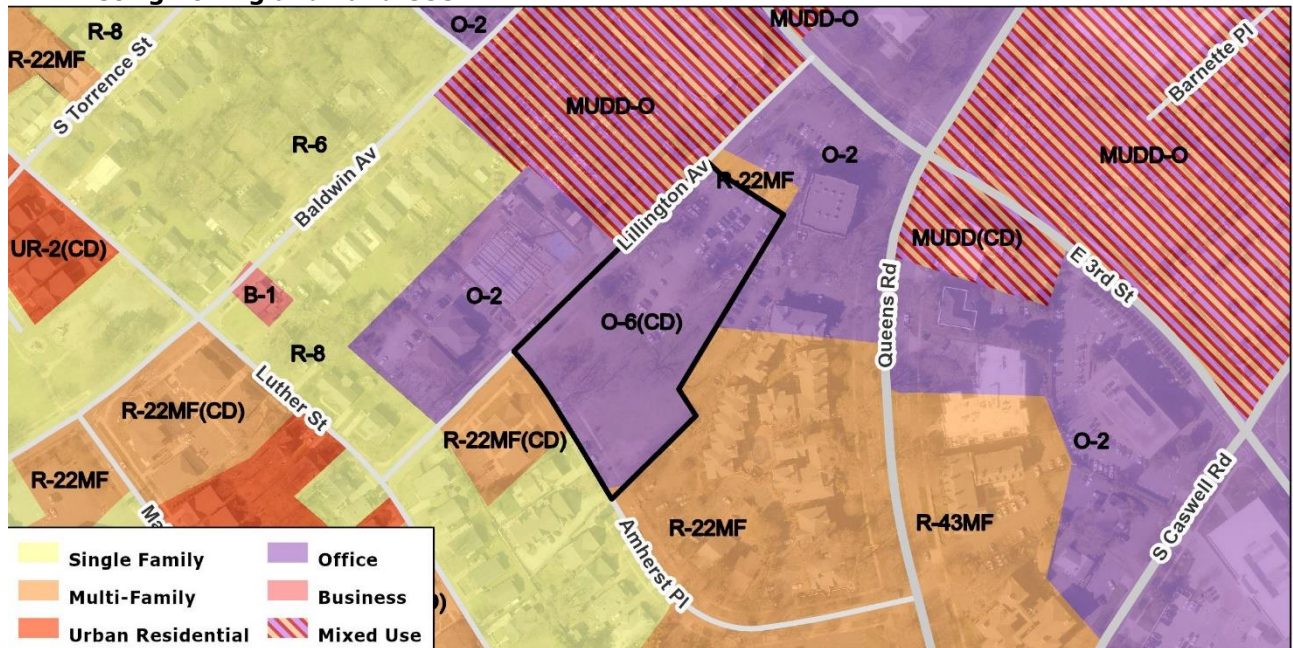 R-8
O-2
MUDD-O
Barnette Pl
R-22MF
S Torrence St
MUDD-O
R-6
MUDD-O
Baldwin Av
O-2
R-22MF
Lillington Av
MUDD(CD)
UR-2(CD)
E 3rd St
B-1
O-2
Queens Rd
O-6(CD)
R-8
Luther St
R-22MF(CD)
R-22MF(CD)
O-2
R-22MF
S Caswell Rd
R-22MF
R-43MF
Amherst Pl
Single Family
Office
Multi-Family
Business
Urban Residential
Mixed Use